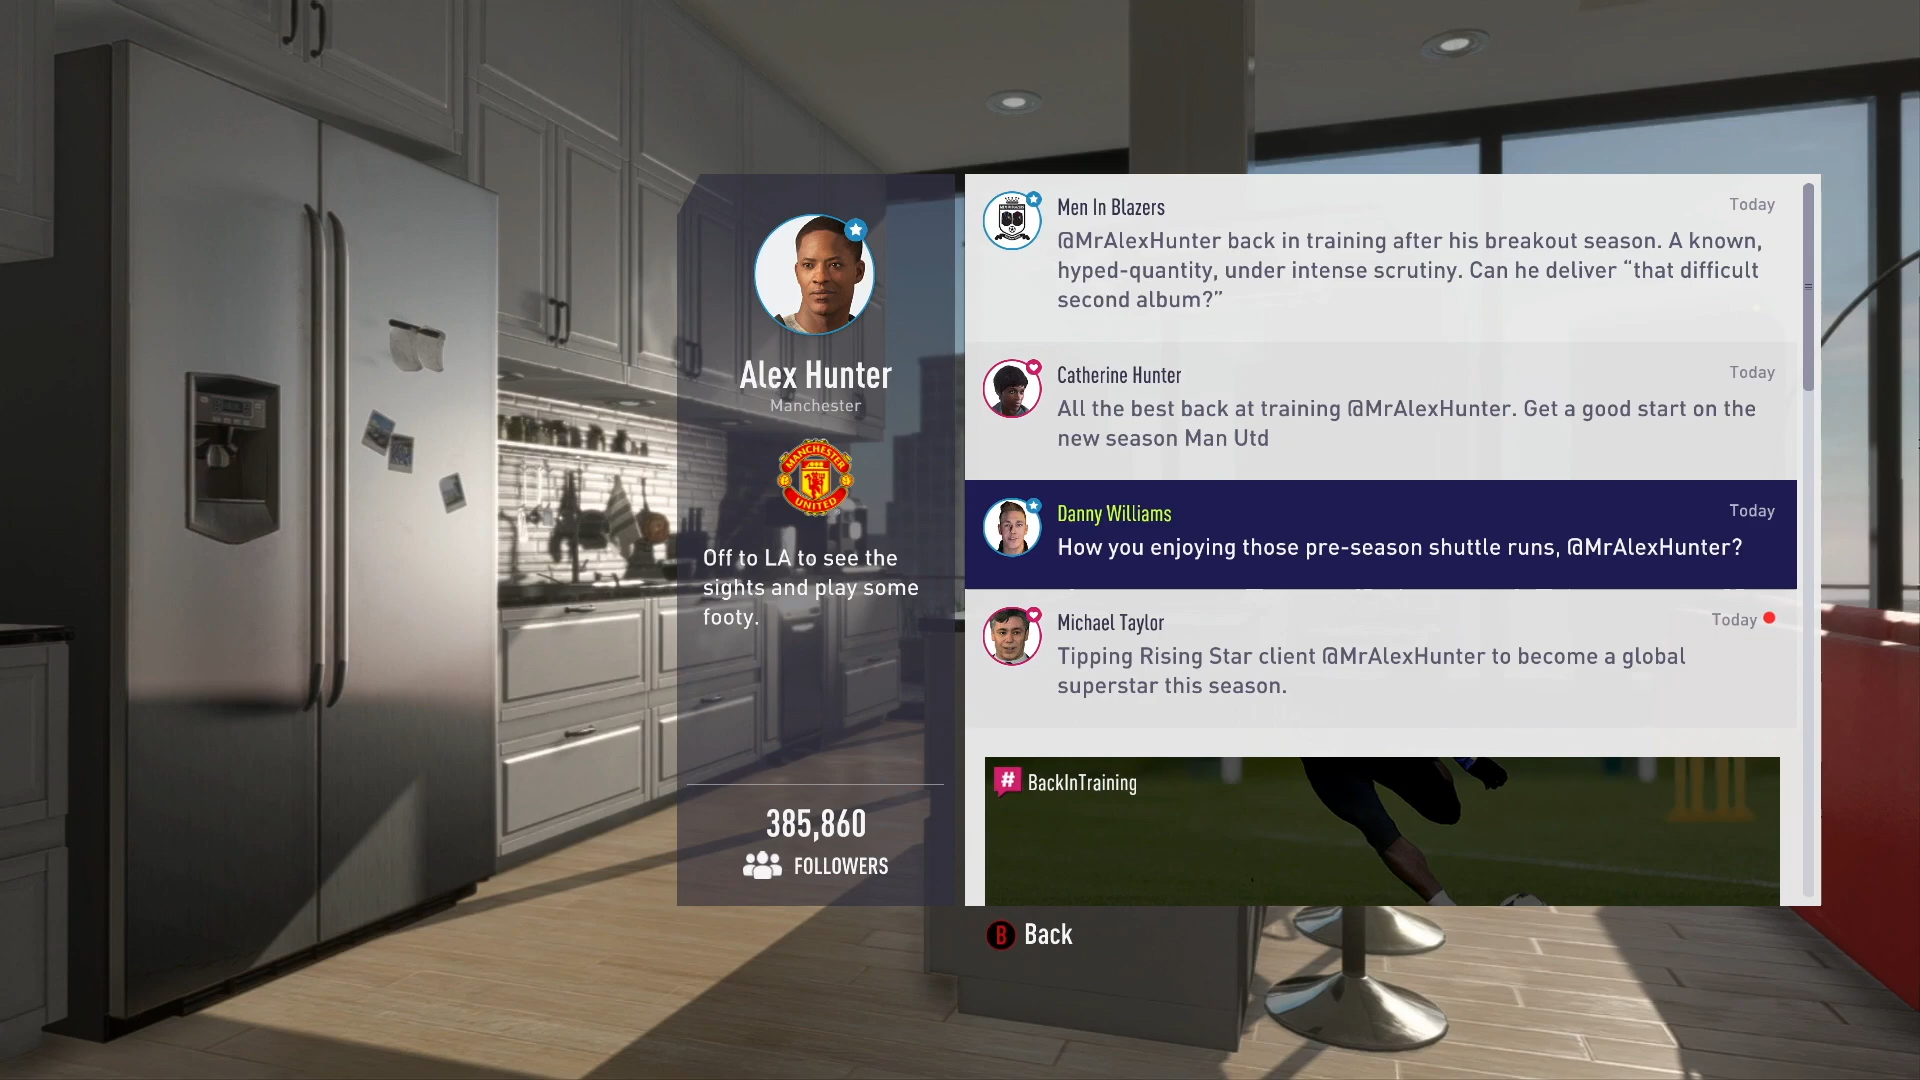 Alex Hunter
Manchester
MANCHESTER
UNITED
Off to LA to see the
sights and play some
footy.
385,860
FOLLOWERS
Men In Blazers
Today
@MrAlexHunter back in training after his breakout season. A known,
hyped-quantity, under intense scrutiny. Can he deliver “that difficult
second album?”
Catherine Hunter
Today
All the best back at training @MrAlexHunter. Get a good start on the
new season Man Utd
Danny Williams
Today
How you enjoying those pre-season shuttle runs, @MrAlexHunter?
Michael Taylor
Today
Tipping Rising Star client @MrAlexHunter to become a global
superstar this season.
# BackInTraining
B Back